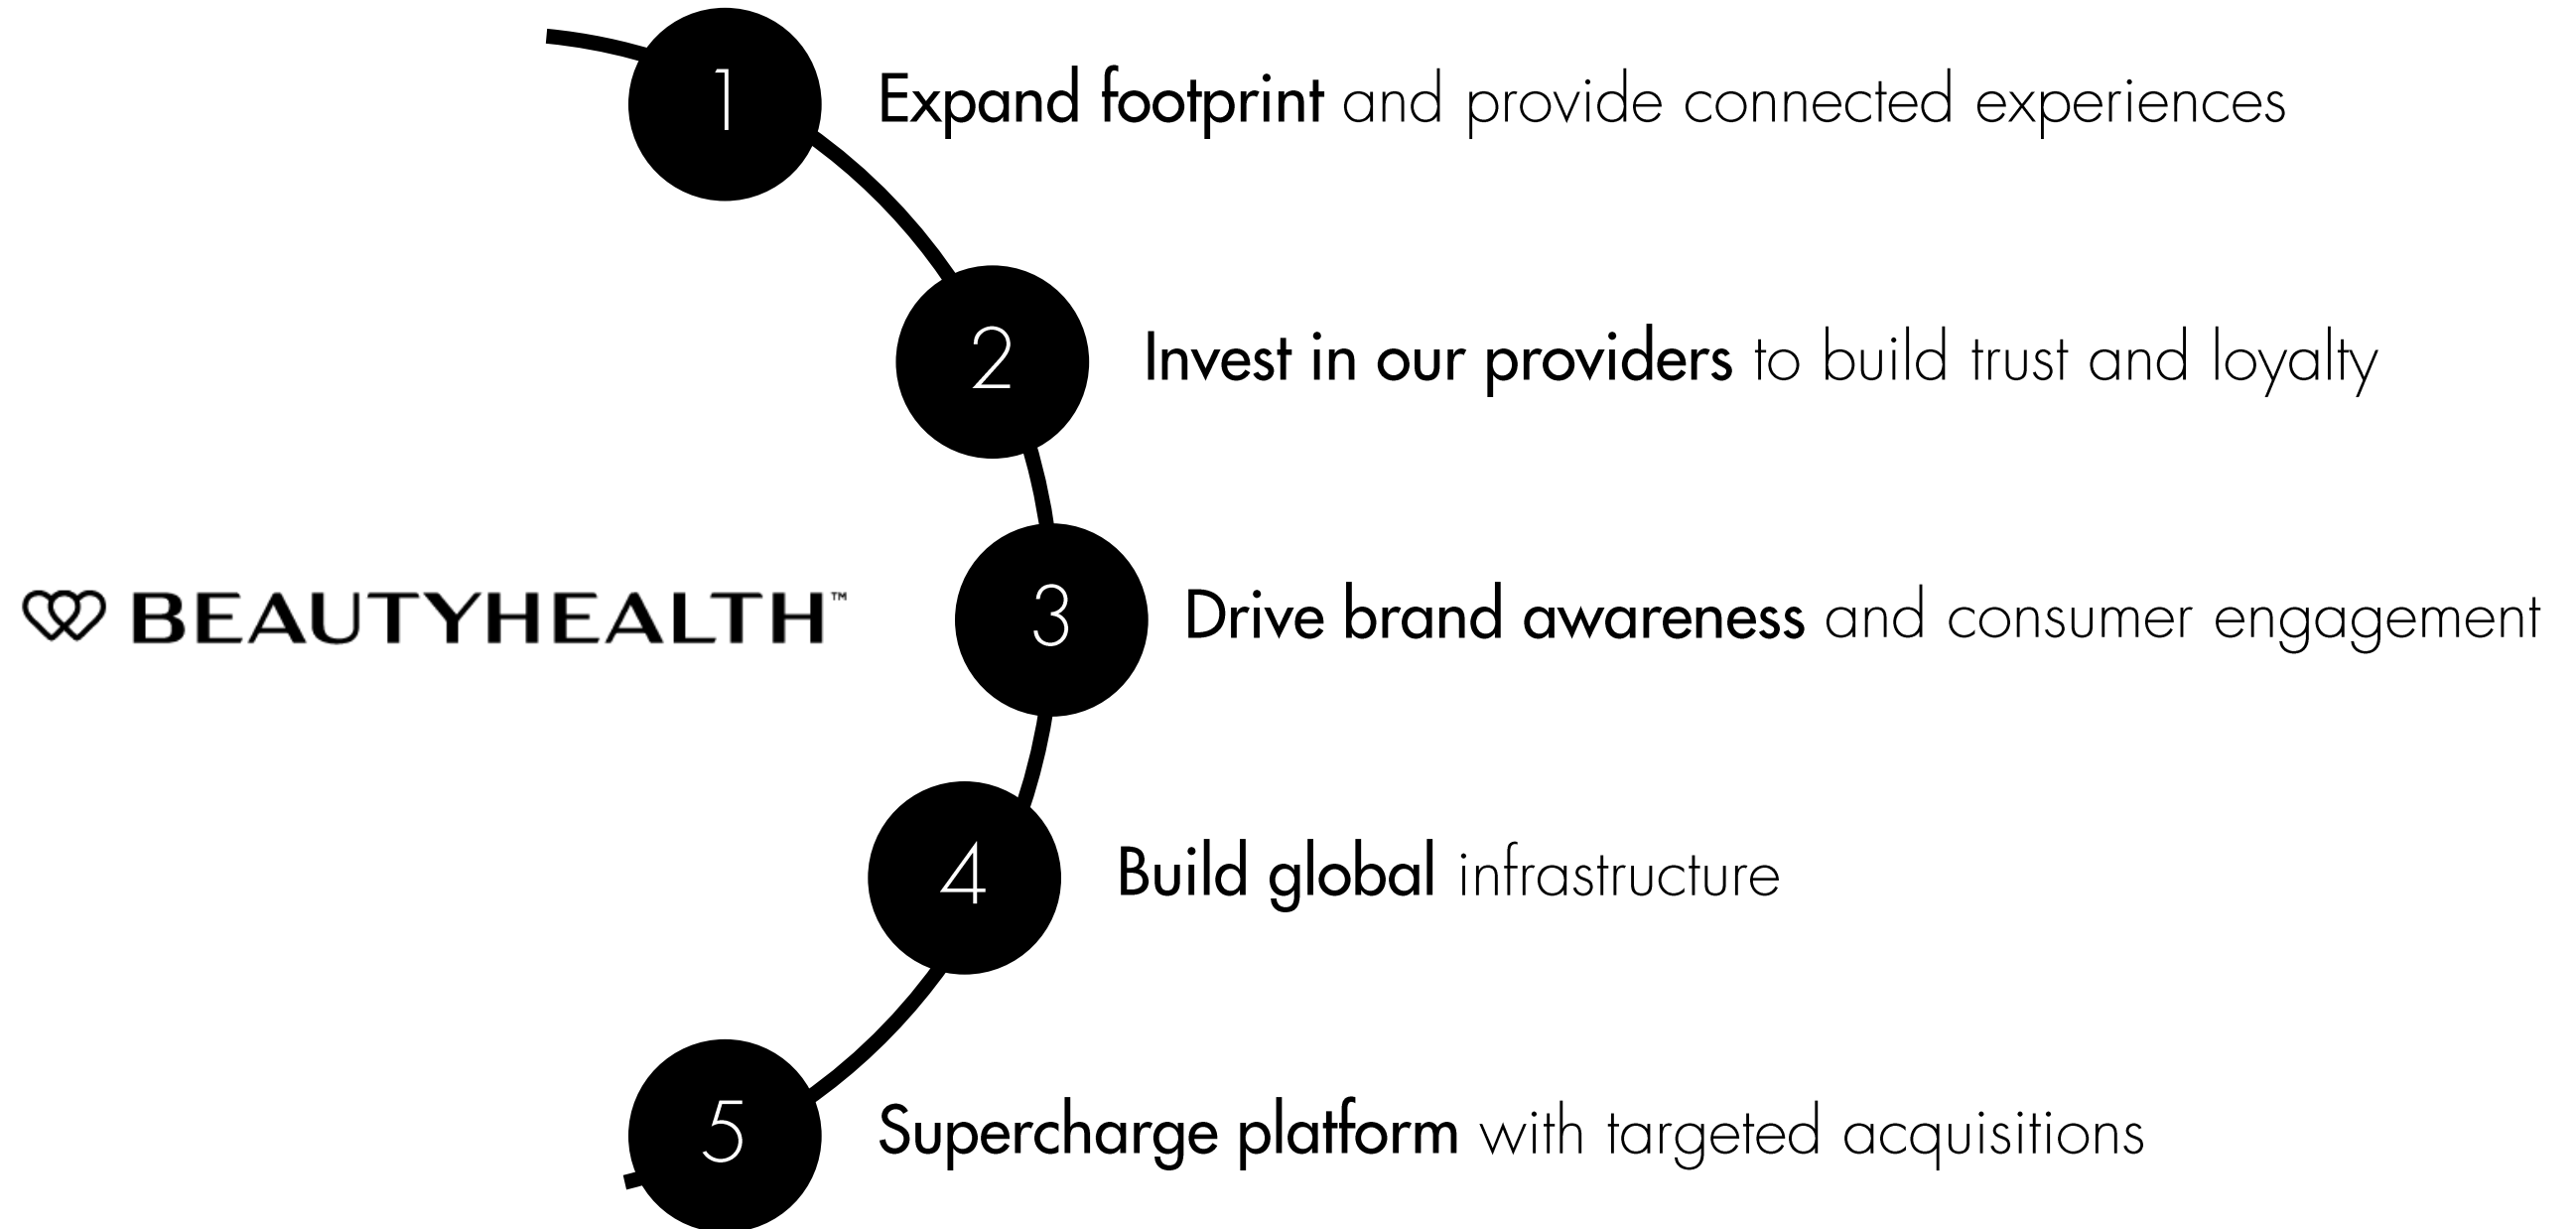 1
Expand footprint and provide connected experiences
2
Invest in our providers to build trust and loyalty
BEAUTYHEALTH™
3
Drive brand awareness and consumer engagement
4
Build global infrastructure
5
Supercharge platform with targeted acquisitions